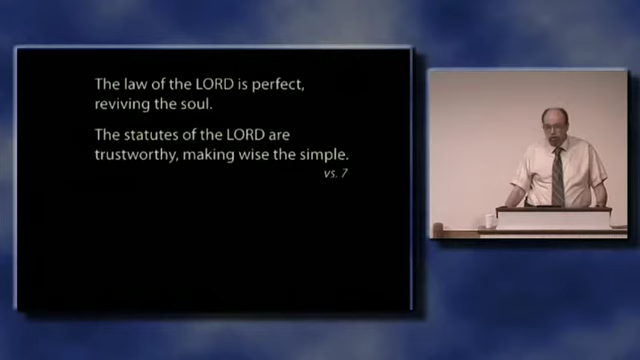 The law of the LORD is perfect,
reviving the soul.
The statutes of the LORD are
trustworthy, making wise the simple.
vs. 7